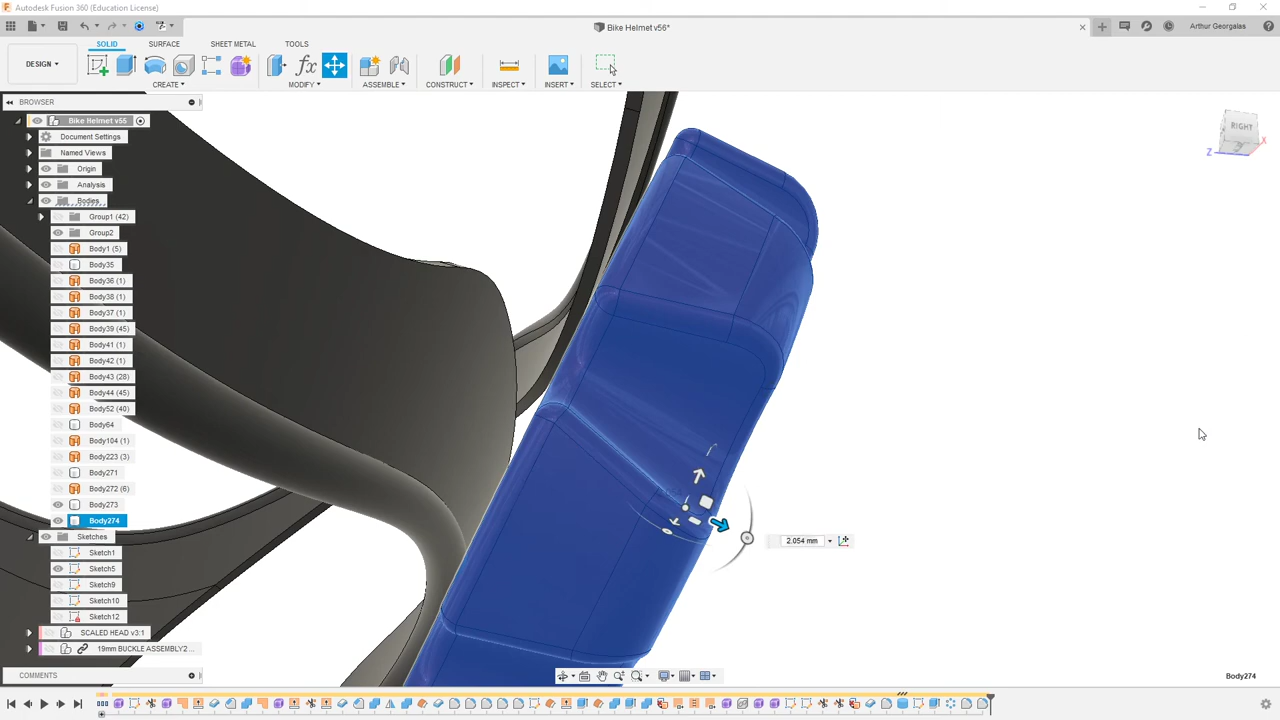 Autodesk Fusion 360 (Education License)
Bike Helmet v56*
Arthur Georgalas
DESIGN
SOLID SURFACE SHEET METAL TOOLS
CREATE MODIFY ASSEMBLE CONSTRUCT INSPECT INSERT SELECT
BROWSER
Bike Helmet v55
Document Settings
Named Views
Origin
Analysis
Bodies
Group1 (42)
Group2
Body1 (5)
Body35
Body36 (1)
Body38 (1)
Body37 (1)
Body39 (45)
Body41 (1)
Body42 (1)
Body43 (28)
Body44 (45)
Body52 (40)
Body64
Body104 (1)
Body223 (3)
Body271
Body272 (6)
Body273
Body274
Sketches
Sketch1
Sketch5
Sketch9
Sketch10
Sketch12
SCALED HEAD v3:1
19mm BUCKLE ASSEMBLY2...
COMMENTS
RIGHT
Z
X
2.054 mm
Body274